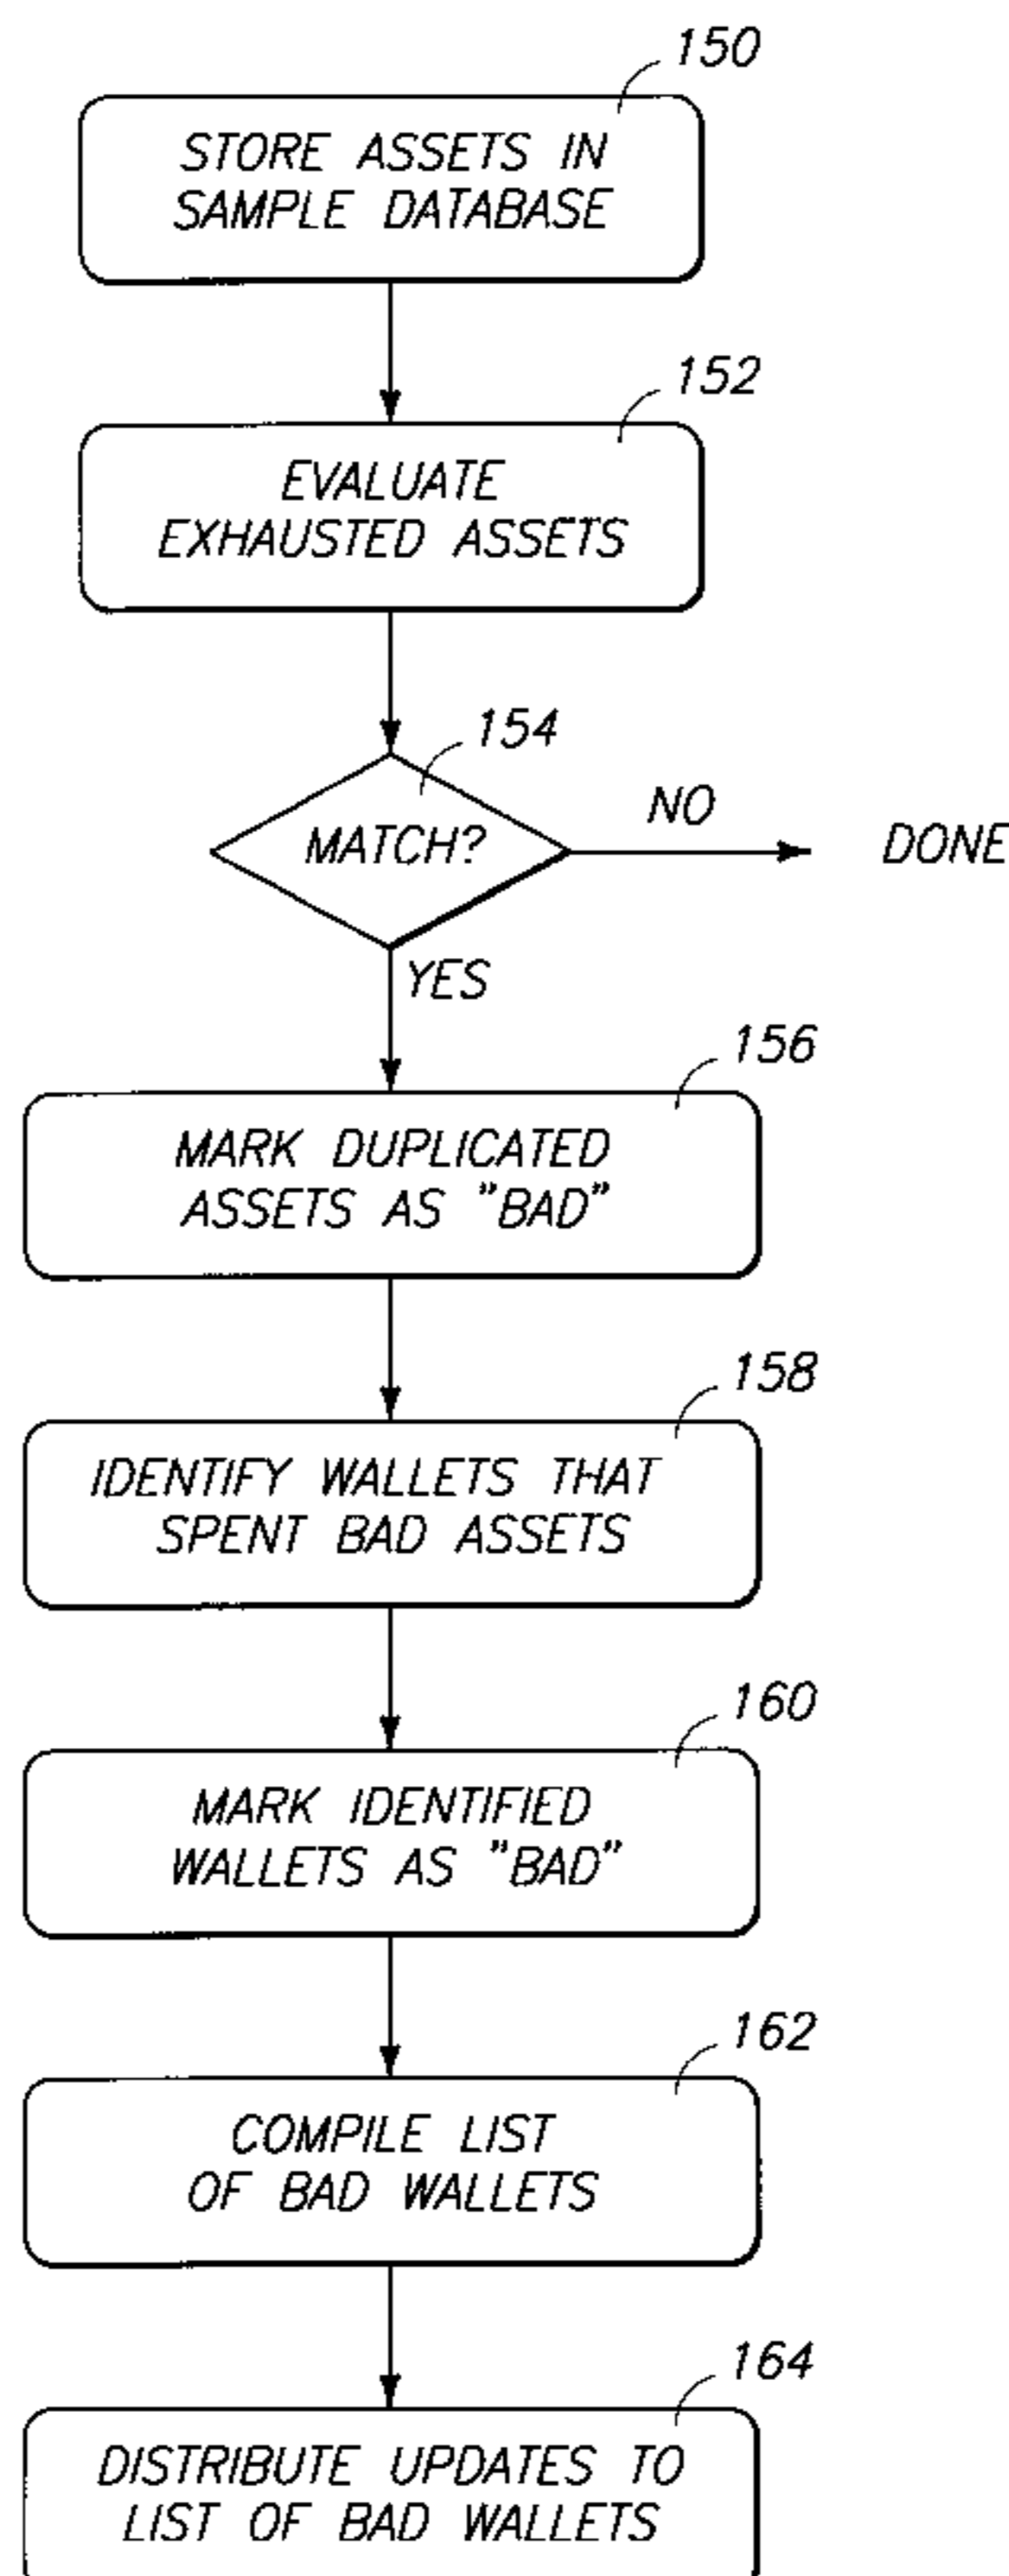 150
STORE ASSETS IN
SAMPLE DATABASE
152
EVALUATE
EXHAUSTED ASSETS
154
MATCH?
NO
DONE
YES
156
MARK DUPLICATED
ASSETS AS "BAD"
158
IDENTIFY WALLETS THAT
SPENT BAD ASSETS
160
MARK IDENTIFIED
WALLETS AS "BAD"
162
COMPILE LIST
OF BAD WALLETS
164
DISTRIBUTE UPDATES TO
LIST OF BAD WALLETS